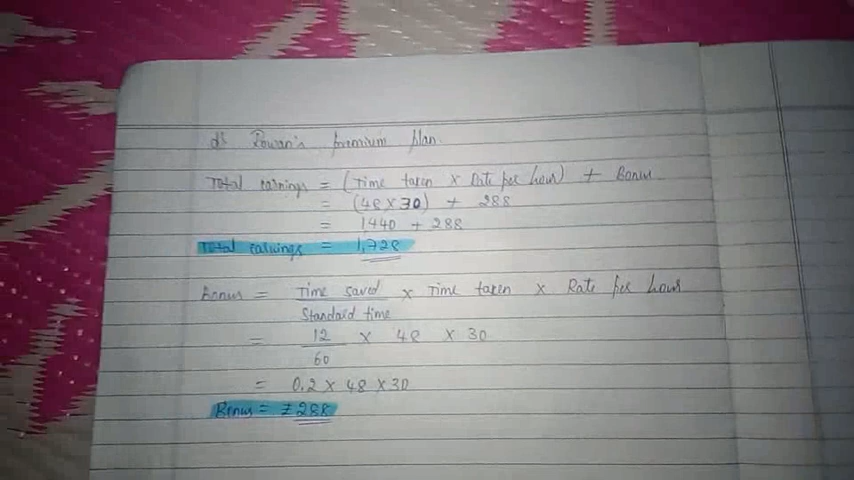 d) Rowan's premium plan.
Total earnings = (Time taken × Rate per hour) + Bonus
= (48×30) + 288
= 1440 + 288
Total earnings = 1,728
Bonus = Time saved × Time taken × Rate per hour
Standard time
= 12 × 48 × 30
60
= 0.2 × 48 × 30
Bonus = ₹288